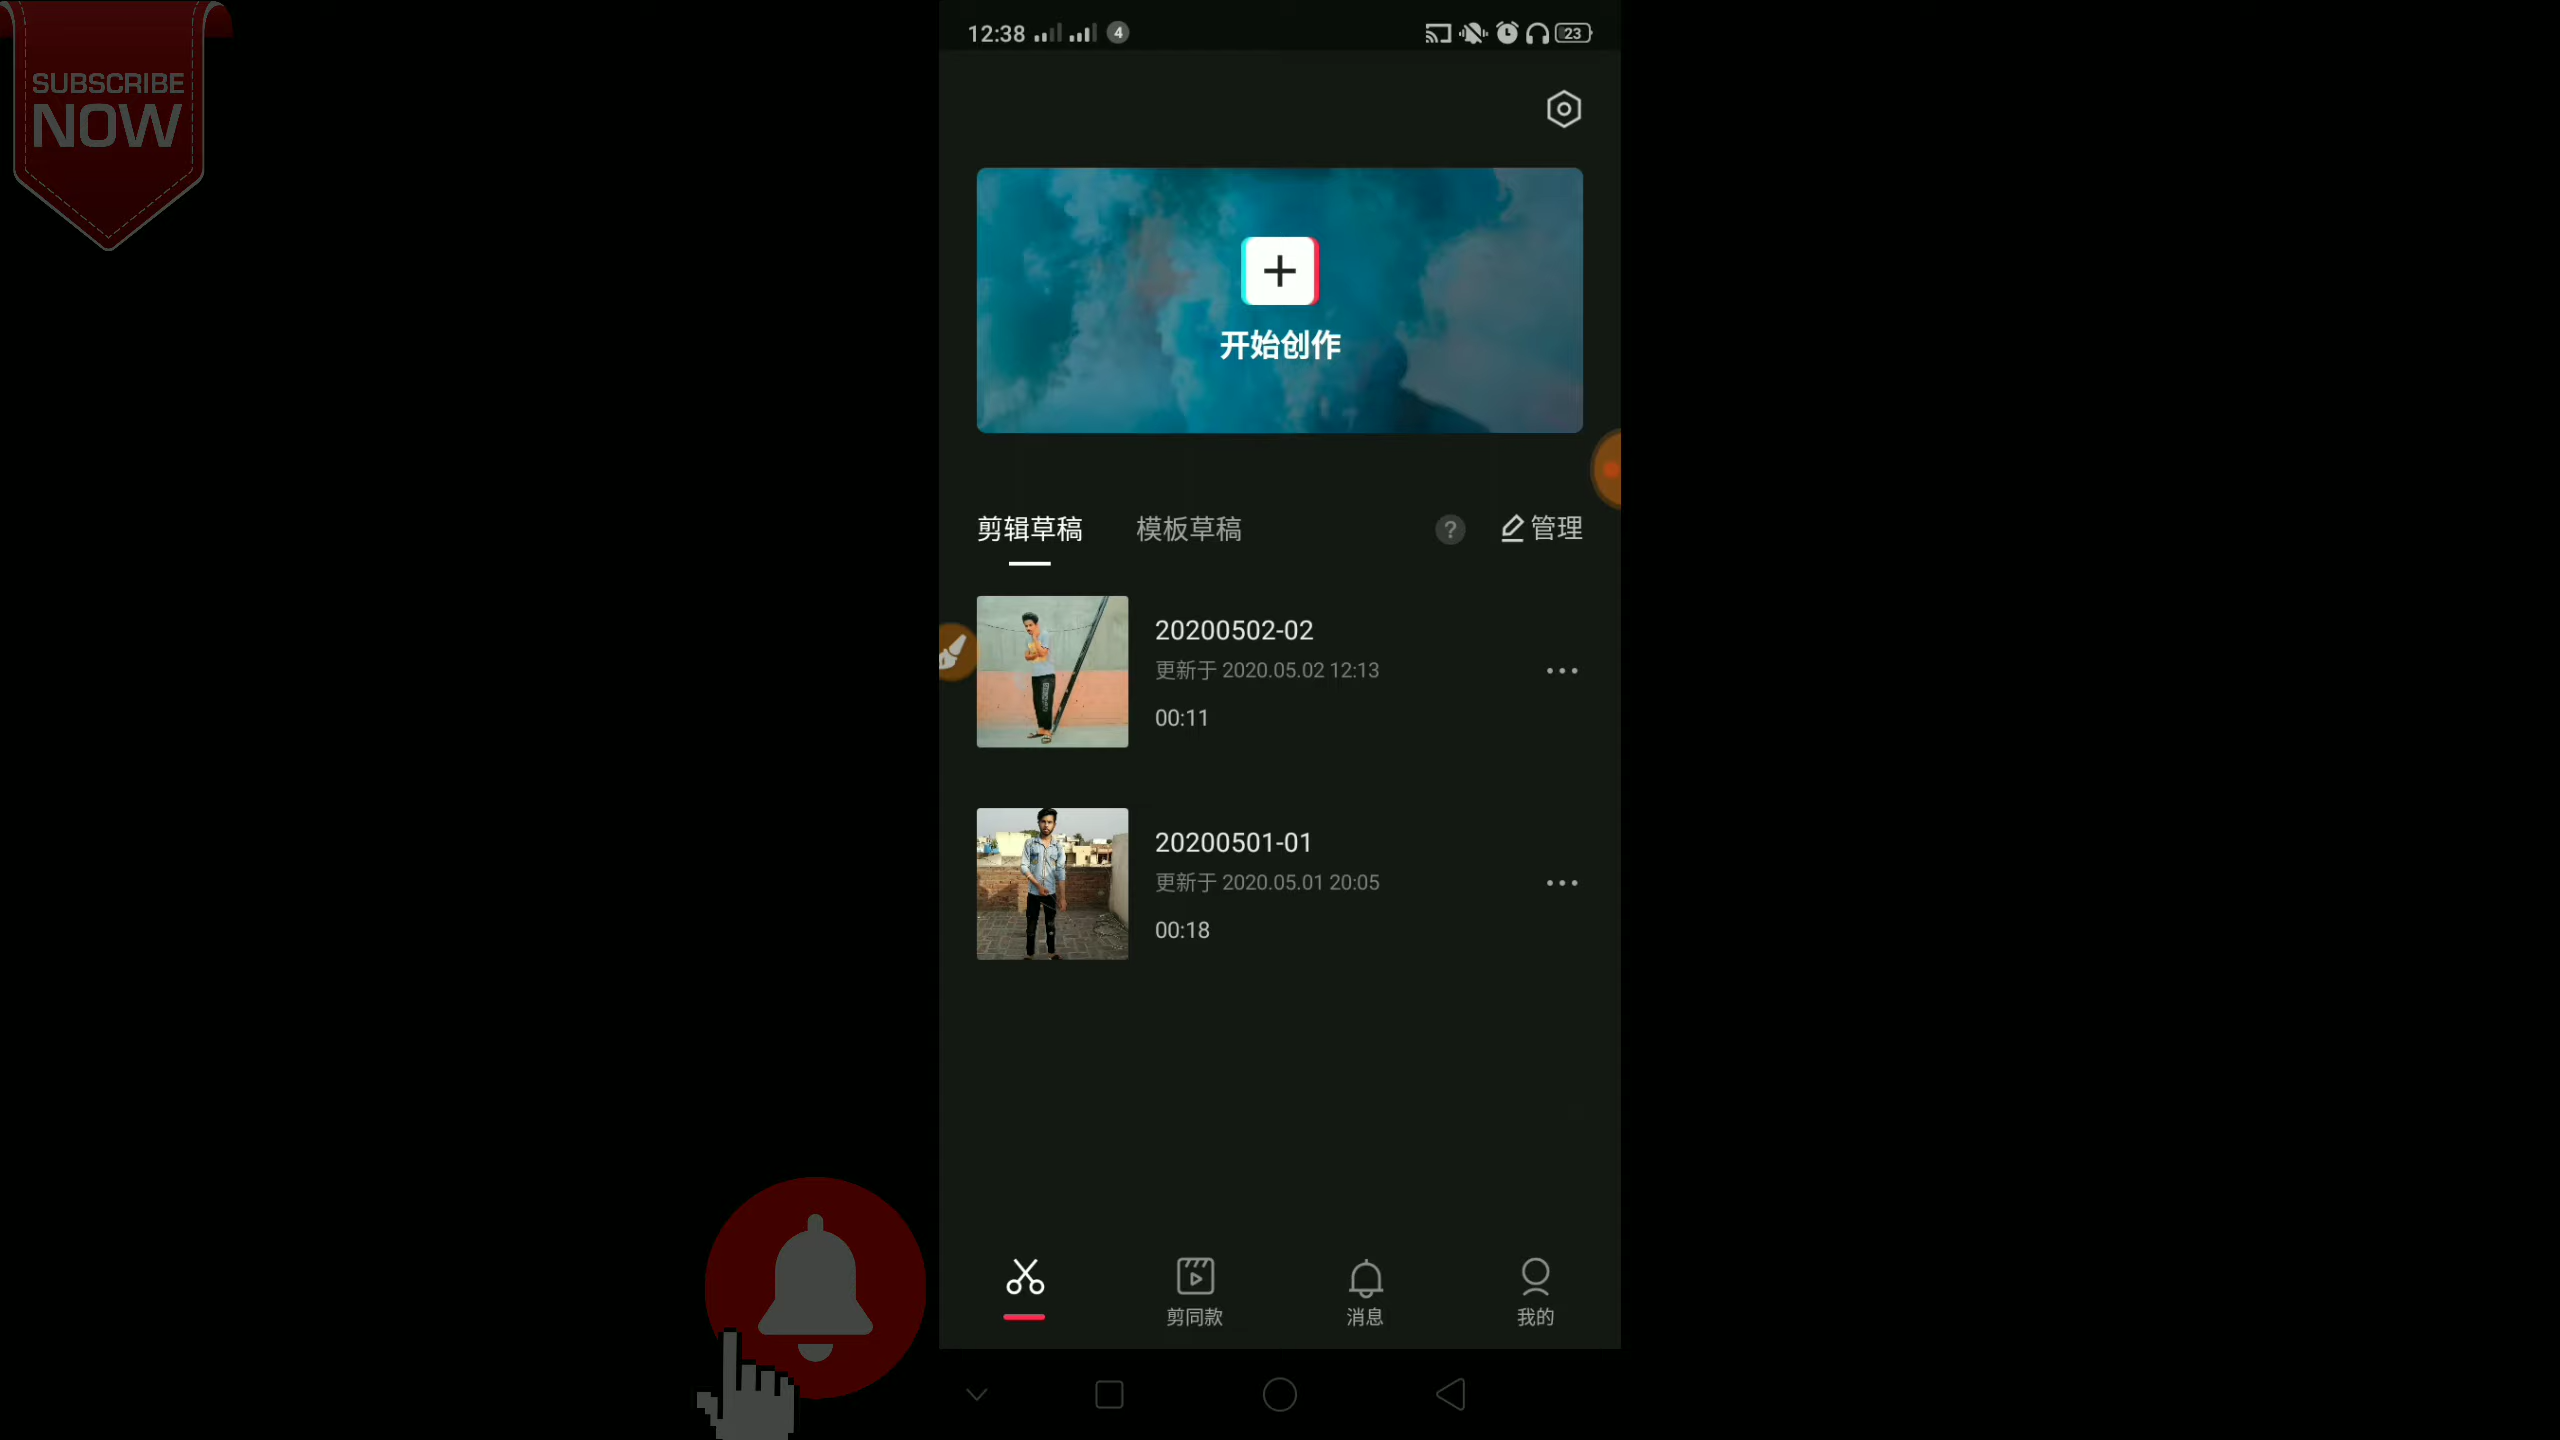 SUBSCRIBE
NOW
12:38
4
23
开始创作
剪辑草稿
模板草稿
?
管理
20200502-02
更新于 2020.05.02 12:13
00:11
20200501-01
更新于 2020.05.01 20:05
00:18
剪同款
消息
我的